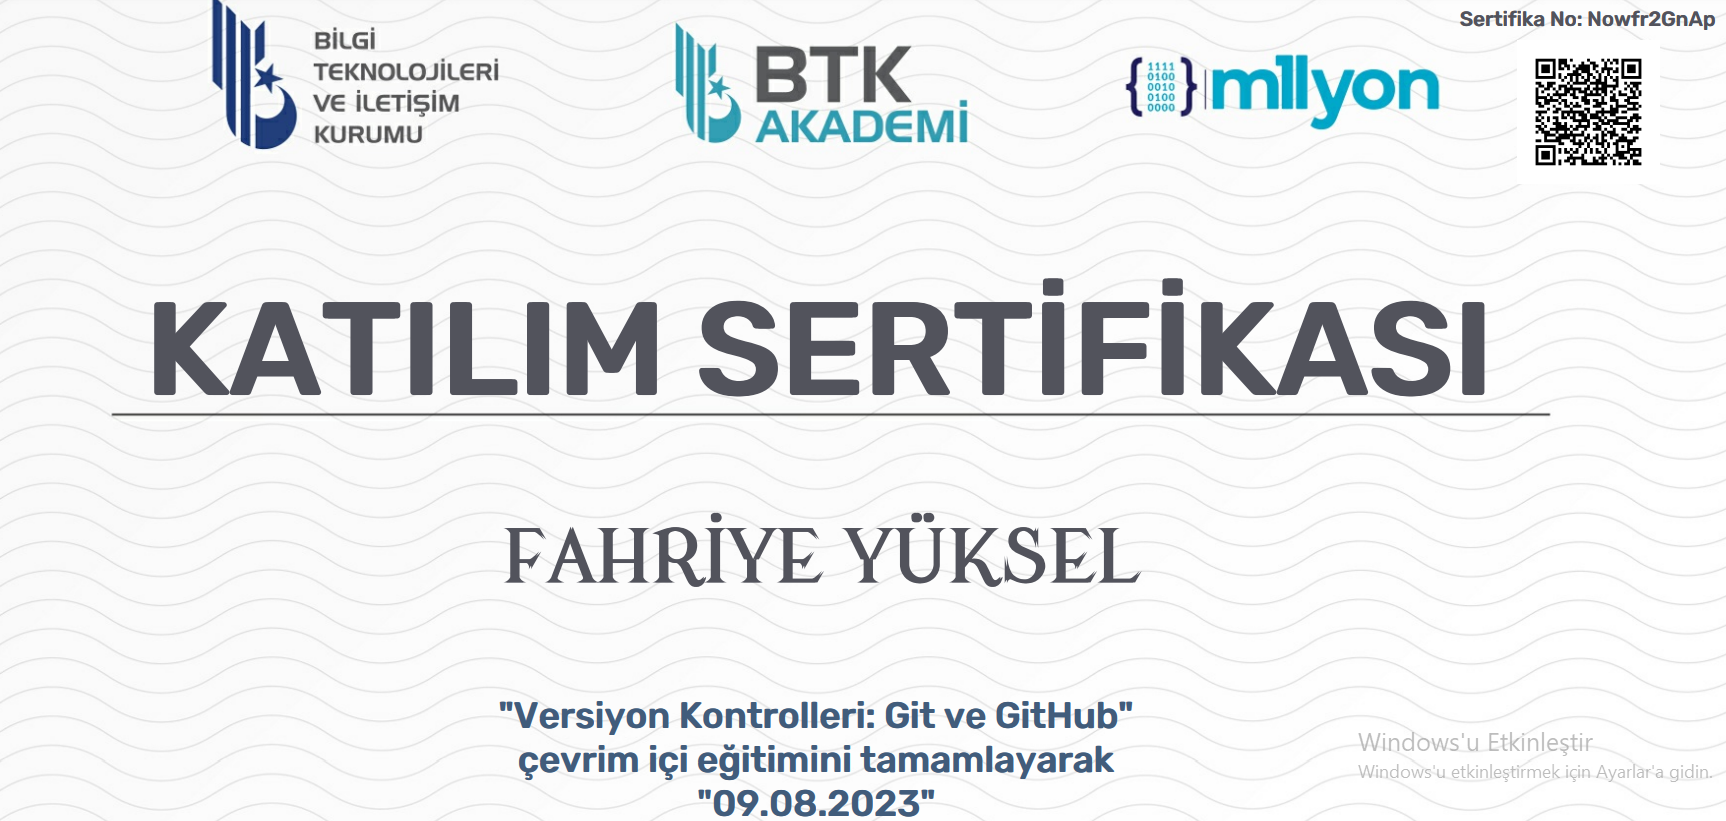 Sertifika No: Nowfr2GnAp
BİLGİ
TEKNOLOJİLERİ
VE İLETİŞİM
KURUMU
BTK
AKADEMİ
1111
0100
0010
0100
0000
m1lyon
KATILIM SERTİFİKASI
FAHRİYE YÜKSEL
"Versiyon Kontrolleri: Git ve GitHub"
çevrim içi eğitimini tamamlayarak
"09.08.2023"
Windows'u Etkinleştir
Windows'u etkinleştirmek için Ayarlar'a gidin.